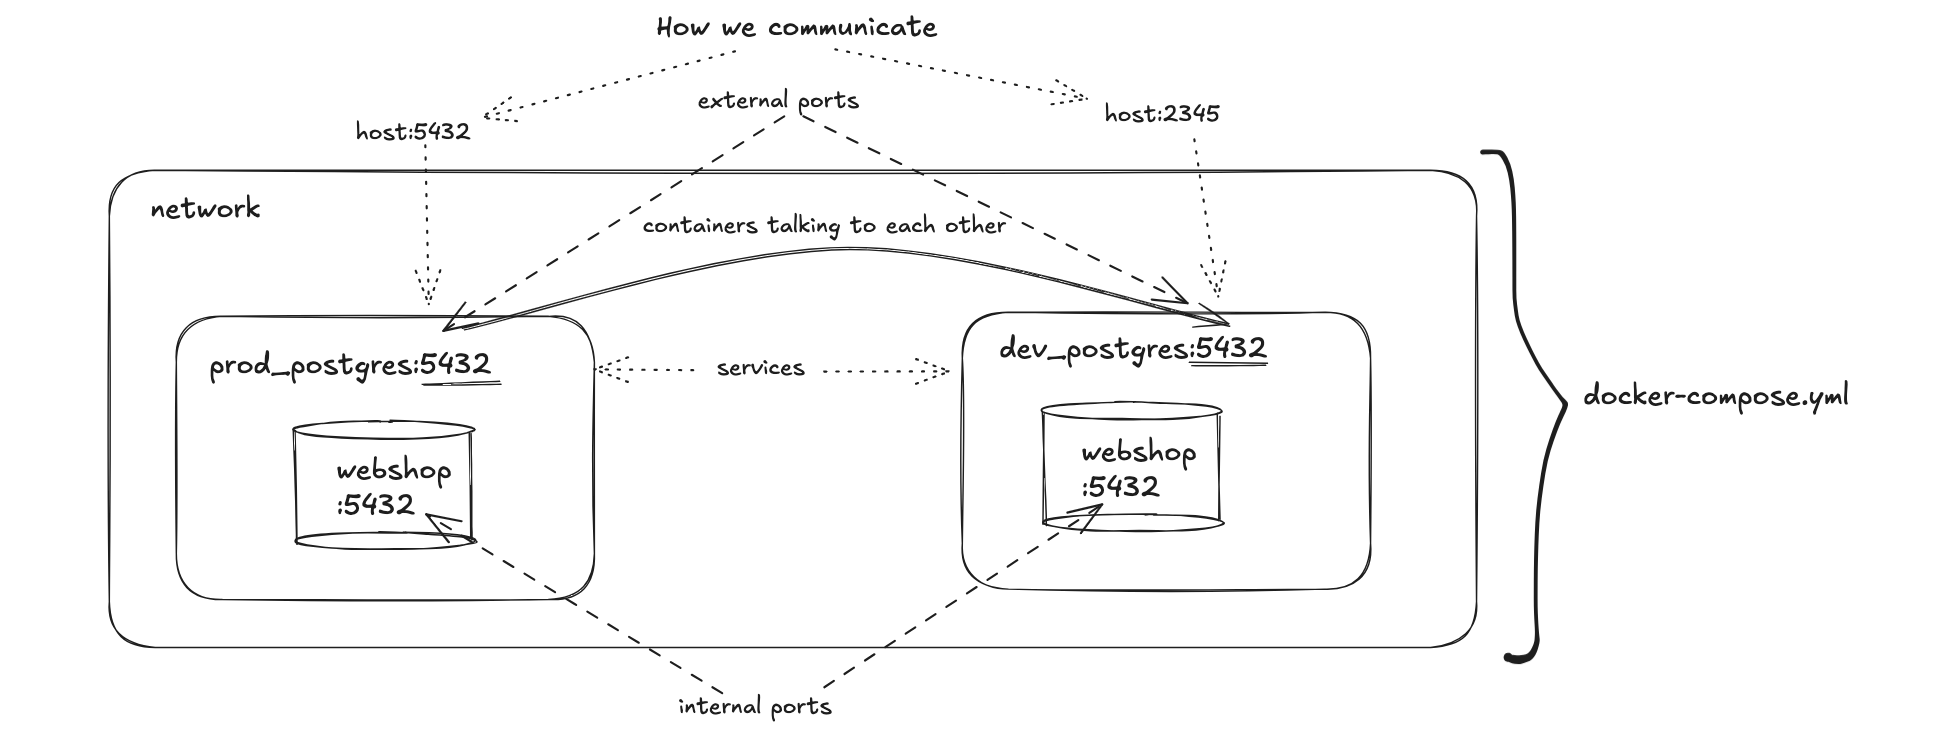 How we communicate
external ports
host:5432
host:2345
network
containers talking to each other
prod_postgres:5432
services
dev_postgres:5432
docker-compose.yml
webshop
:5432
webshop
:5432
internal ports